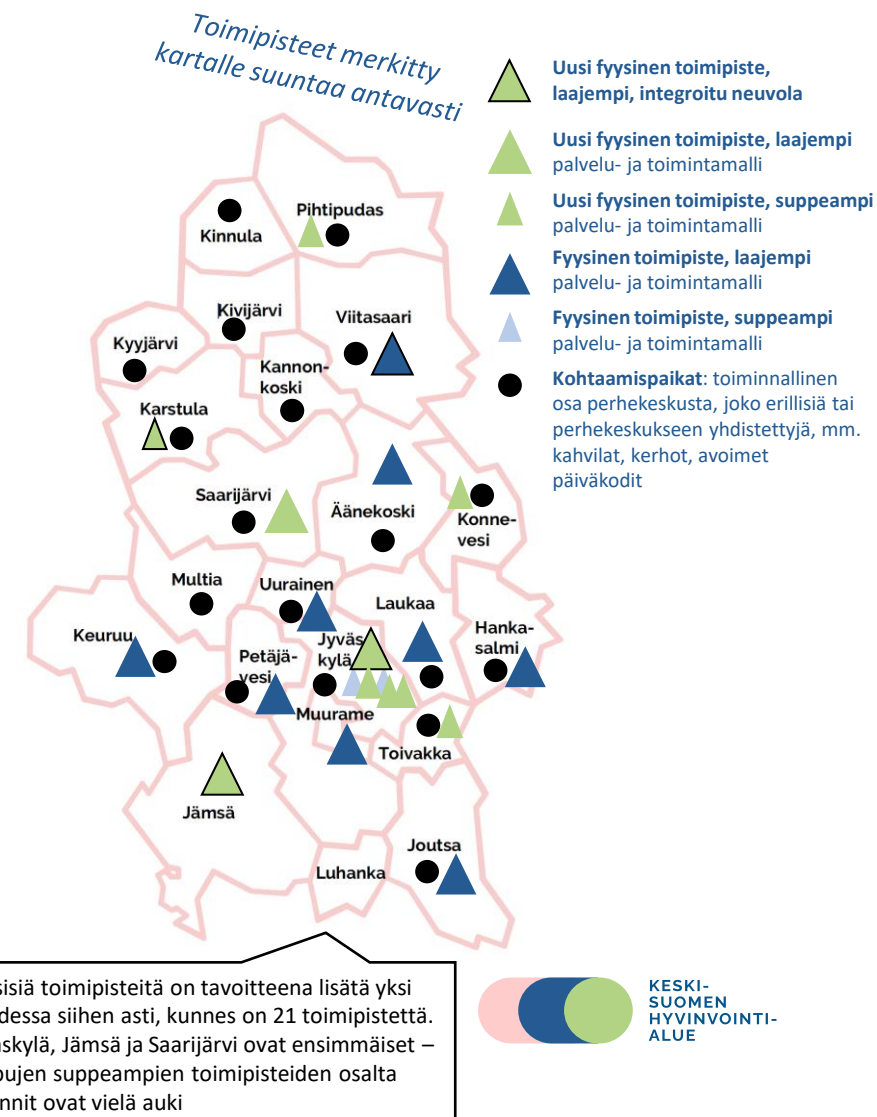 Toimipisteet merkitty
kartalle suuntaa antavasti
Uusi fyysinen toimipiste,
laajempi, integroitu neuvola
Uusi fyysinen toimipiste, laajempi
palvelu- ja toimintamalli
Uusi fyysinen toimipiste, suppeampi
palvelu- ja toimintamalli
Fyysinen toimipiste, laajempi
palvelu- ja toimintamalli
Fyysinen toimipiste, suppeampi
palvelu- ja toimintamalli
Kohtaamispaikat: toiminnallinen
osa perhekeskusta, joko erillisiä tai
perhekeskukseen yhdistettyjä, mm.
kahvilat, kerhot, avoimet
päiväkodit
Kinnula
Pihtipudas
Kivijärvi
Viitasaari
Kyyjärvi
Kannon-
koski
Karstula
Saarijärvi
Äänekoski
Konne-
vesi
Multia
Uurainen
Laukaa
Keuruu
Petäjä-
vesi
Jyväs
kylä
Hanka-
salmi
Muurame
Toivakka
Jämsä
Joutsa
Luhanka
siä toimipisteitä on tavoitteena lisätä yksi
dessa siihen asti, kunnes on 21 toimipistettä.
skylä, Jämsä ja Saarijärvi ovat ensimmäiset –
pujen suppeampien toimipisteiden osalta
nnit ovat vielä auki
KESKI-
SUOMEN
HYVINVOINTI-
ALUE